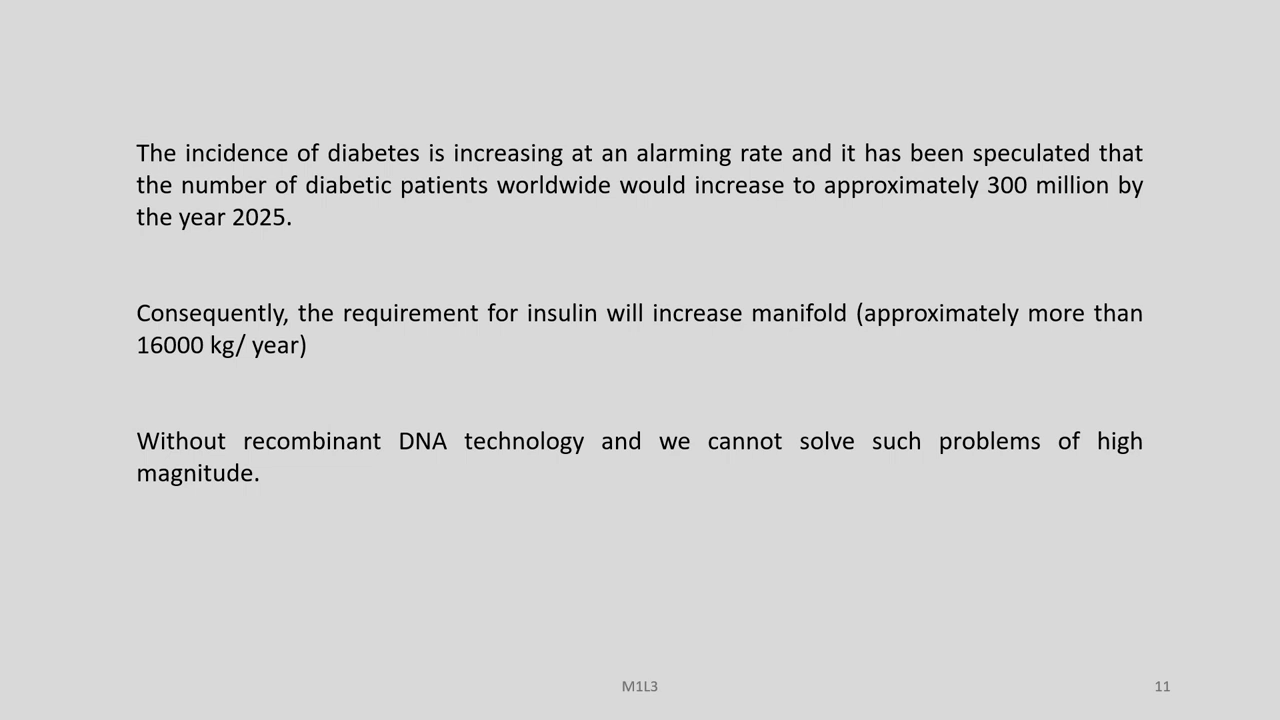 The incidence of diabetes is increasing at an alarming rate and it has been speculated that
the number of diabetic patients worldwide would increase to approximately 300 million by
the year 2025.
Consequently, the requirement for insulin will increase manifold (approximately more than
16000 kg/ year)
Without recombinant DNA technology and we cannot solve such problems of high
magnitude.
M1L3
11